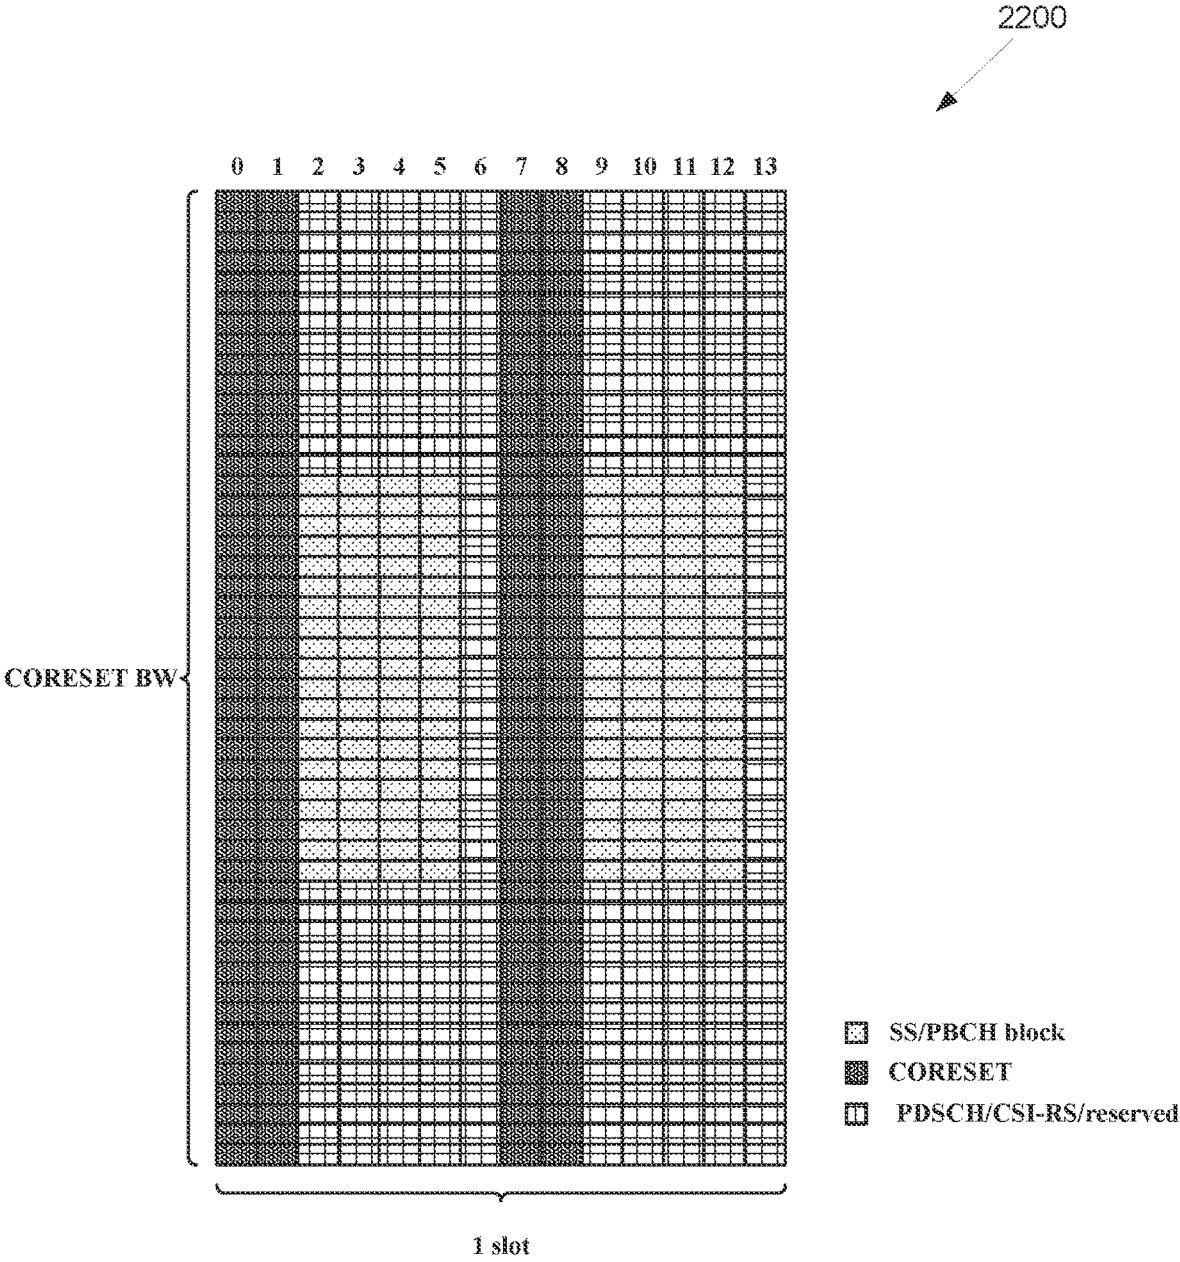 2200
0 1 2 3 4 5 6 7 8 9 10 11 12 13
CORESET BW
SS/PBCH block
CORESET
PDSCH/CSI-RS/reserved
1 slot